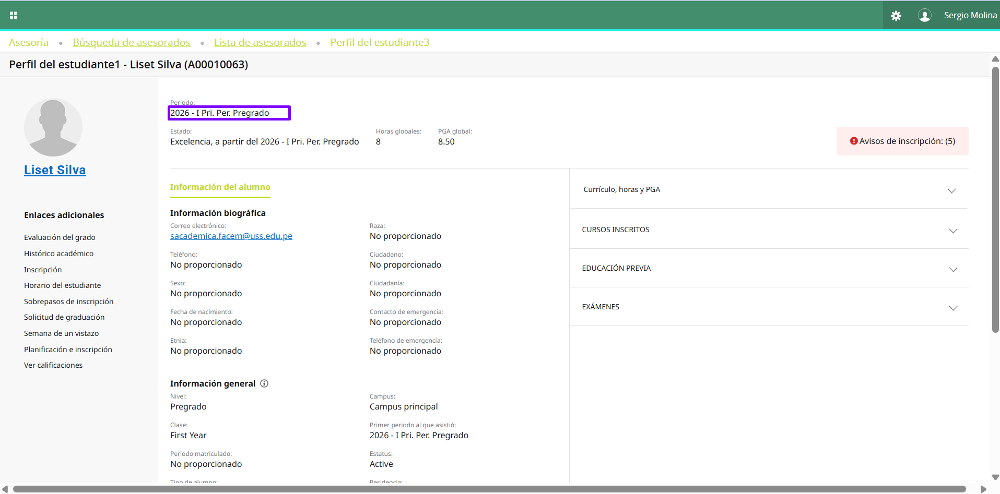 Sergio Molina
Asesoría • Búsqueda de asesorados • Lista de asesorados • Perfil del estudiante3
Perfil del estudiante1 - Liset Silva (A00010063)
Liset Silva
Enlaces adicionales
Evaluación del grado
Histórico académico
Inscripción
Horario del estudiante
Sobrepasos de inscripción
Solicitud de graduación
Semana de un vistazo
Planificación e inscripción
Ver calificaciones
Periodo:
2026 - I Pri. Per. Pregrado
Estado:
Excelencia, a partir del 2026 - I Pri. Per. Pregrado
Horas globales:
8
PGA global:
8.50
Avisos de inscripción: (5)
Información del alumno
Información biográfica
Correo electrónico:
sacademica.facem@uss.edu.pe
Raza:
No proporcionado
Teléfono:
No proporcionado
Ciudadano:
No proporcionado
Sexo:
No proporcionado
Ciudadanía:
No proporcionado
Fecha de nacimiento:
No proporcionado
Contacto de emergencia:
No proporcionado
Etnia:
No proporcionado
Teléfono de emergencia:
No proporcionado
Información general
Nivel:
Pregrado
Campus:
Campus principal
Clase:
First Year
Primer periodo al que asistió:
2026 - I Pri. Per. Pregrado
Periodo matriculado:
No proporcionado
Estatus:
Active
Tipo de alumno:
Residencia:
Currículo, horas y PGA
CURSOS INSCRITOS
EDUCACIÓN PREVIA
EXÁMENES